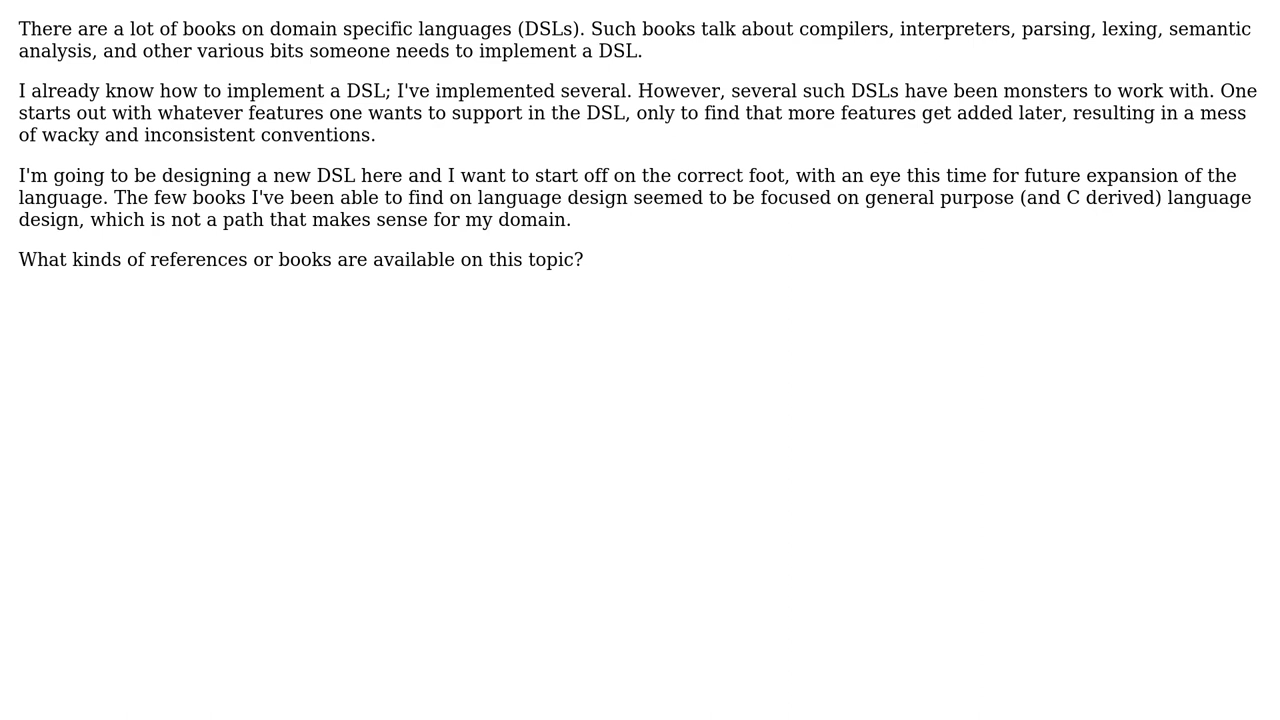 There are a lot of books on domain specific languages (DSLs). Such books talk about compilers, interpreters, parsing, lexing, semantic
analysis, and other various bits someone needs to implement a DSL.
I already know how to implement a DSL; I've implemented several. However, several such DSLs have been monsters to work with. One
starts out with whatever features one wants to support in the DSL, only to find that more features get added later, resulting in a mess
of wacky and inconsistent conventions.
I'm going to be designing a new DSL here and I want to start off on the correct foot, with an eye this time for future expansion of the
language. The few books I've been able to find on language design seemed to be focused on general purpose (and C derived) language
design, which is not a path that makes sense for my domain.
What kinds of references or books are available on this topic?